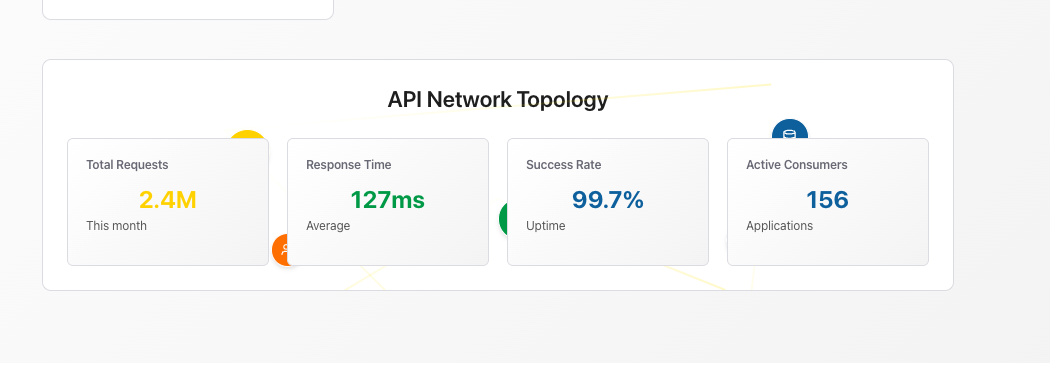 API Network Topology
Total Requests
2.4M
This month
Response Time
127ms
Average
Success Rate
99.7%
Uptime
Active Consumers
156
Applications